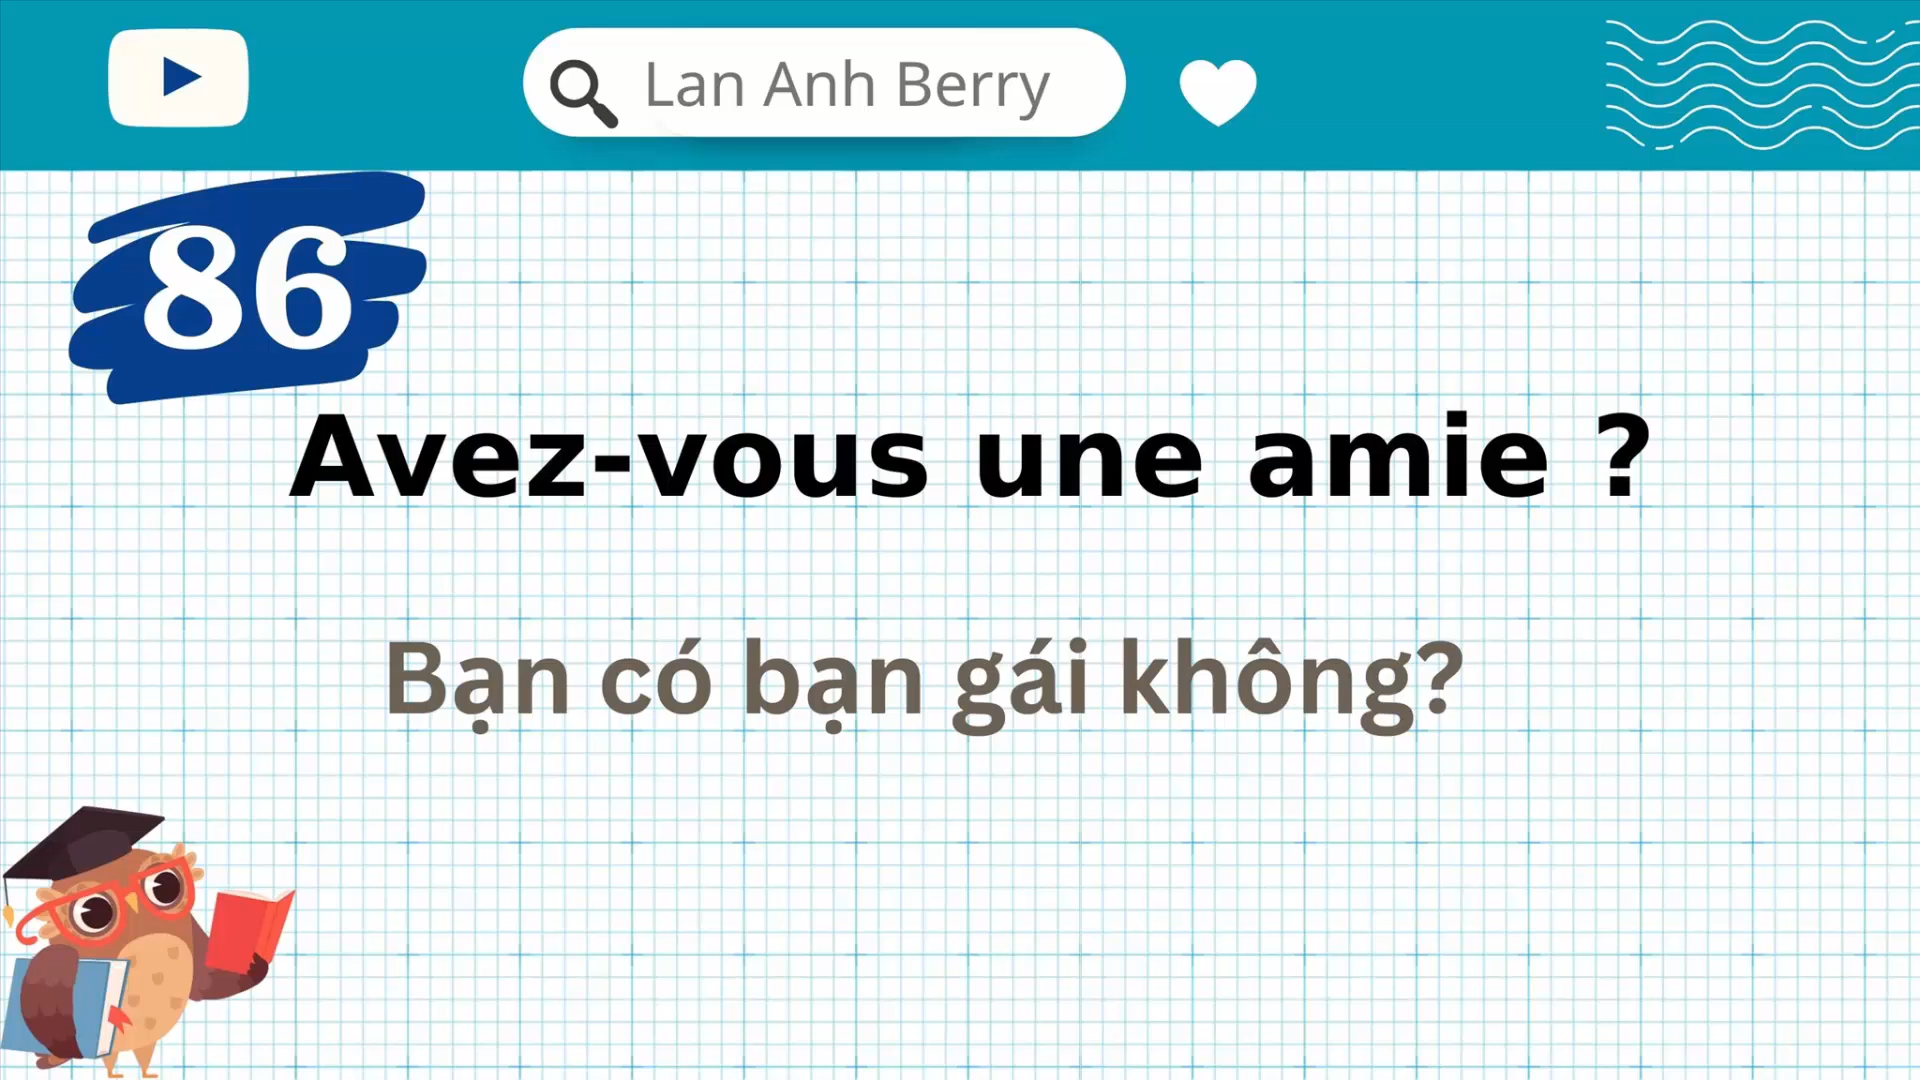 Lan Anh Berry
86
Avez-vous une amie ?
Bạn có bạn gái không?